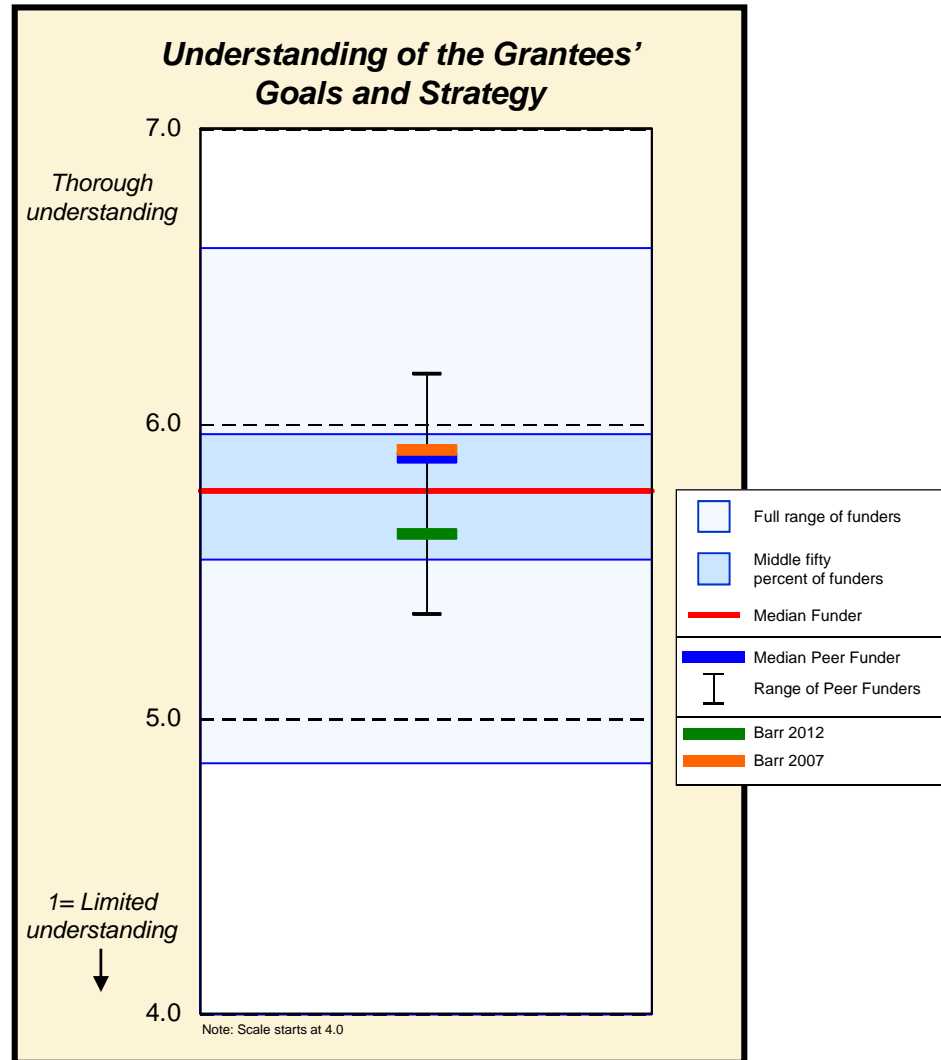 Understanding of the Grantees’
Goals and Strategy
7.0
Thorough
understanding
6.0
5.0
1= Limited
understanding
4.0
Note: Scale starts at 4.0
Full range of funders
Middle fifty
percent of funders
Median Funder
Median Peer Funder
Range of Peer Funders
Barr 2012
Barr 2007